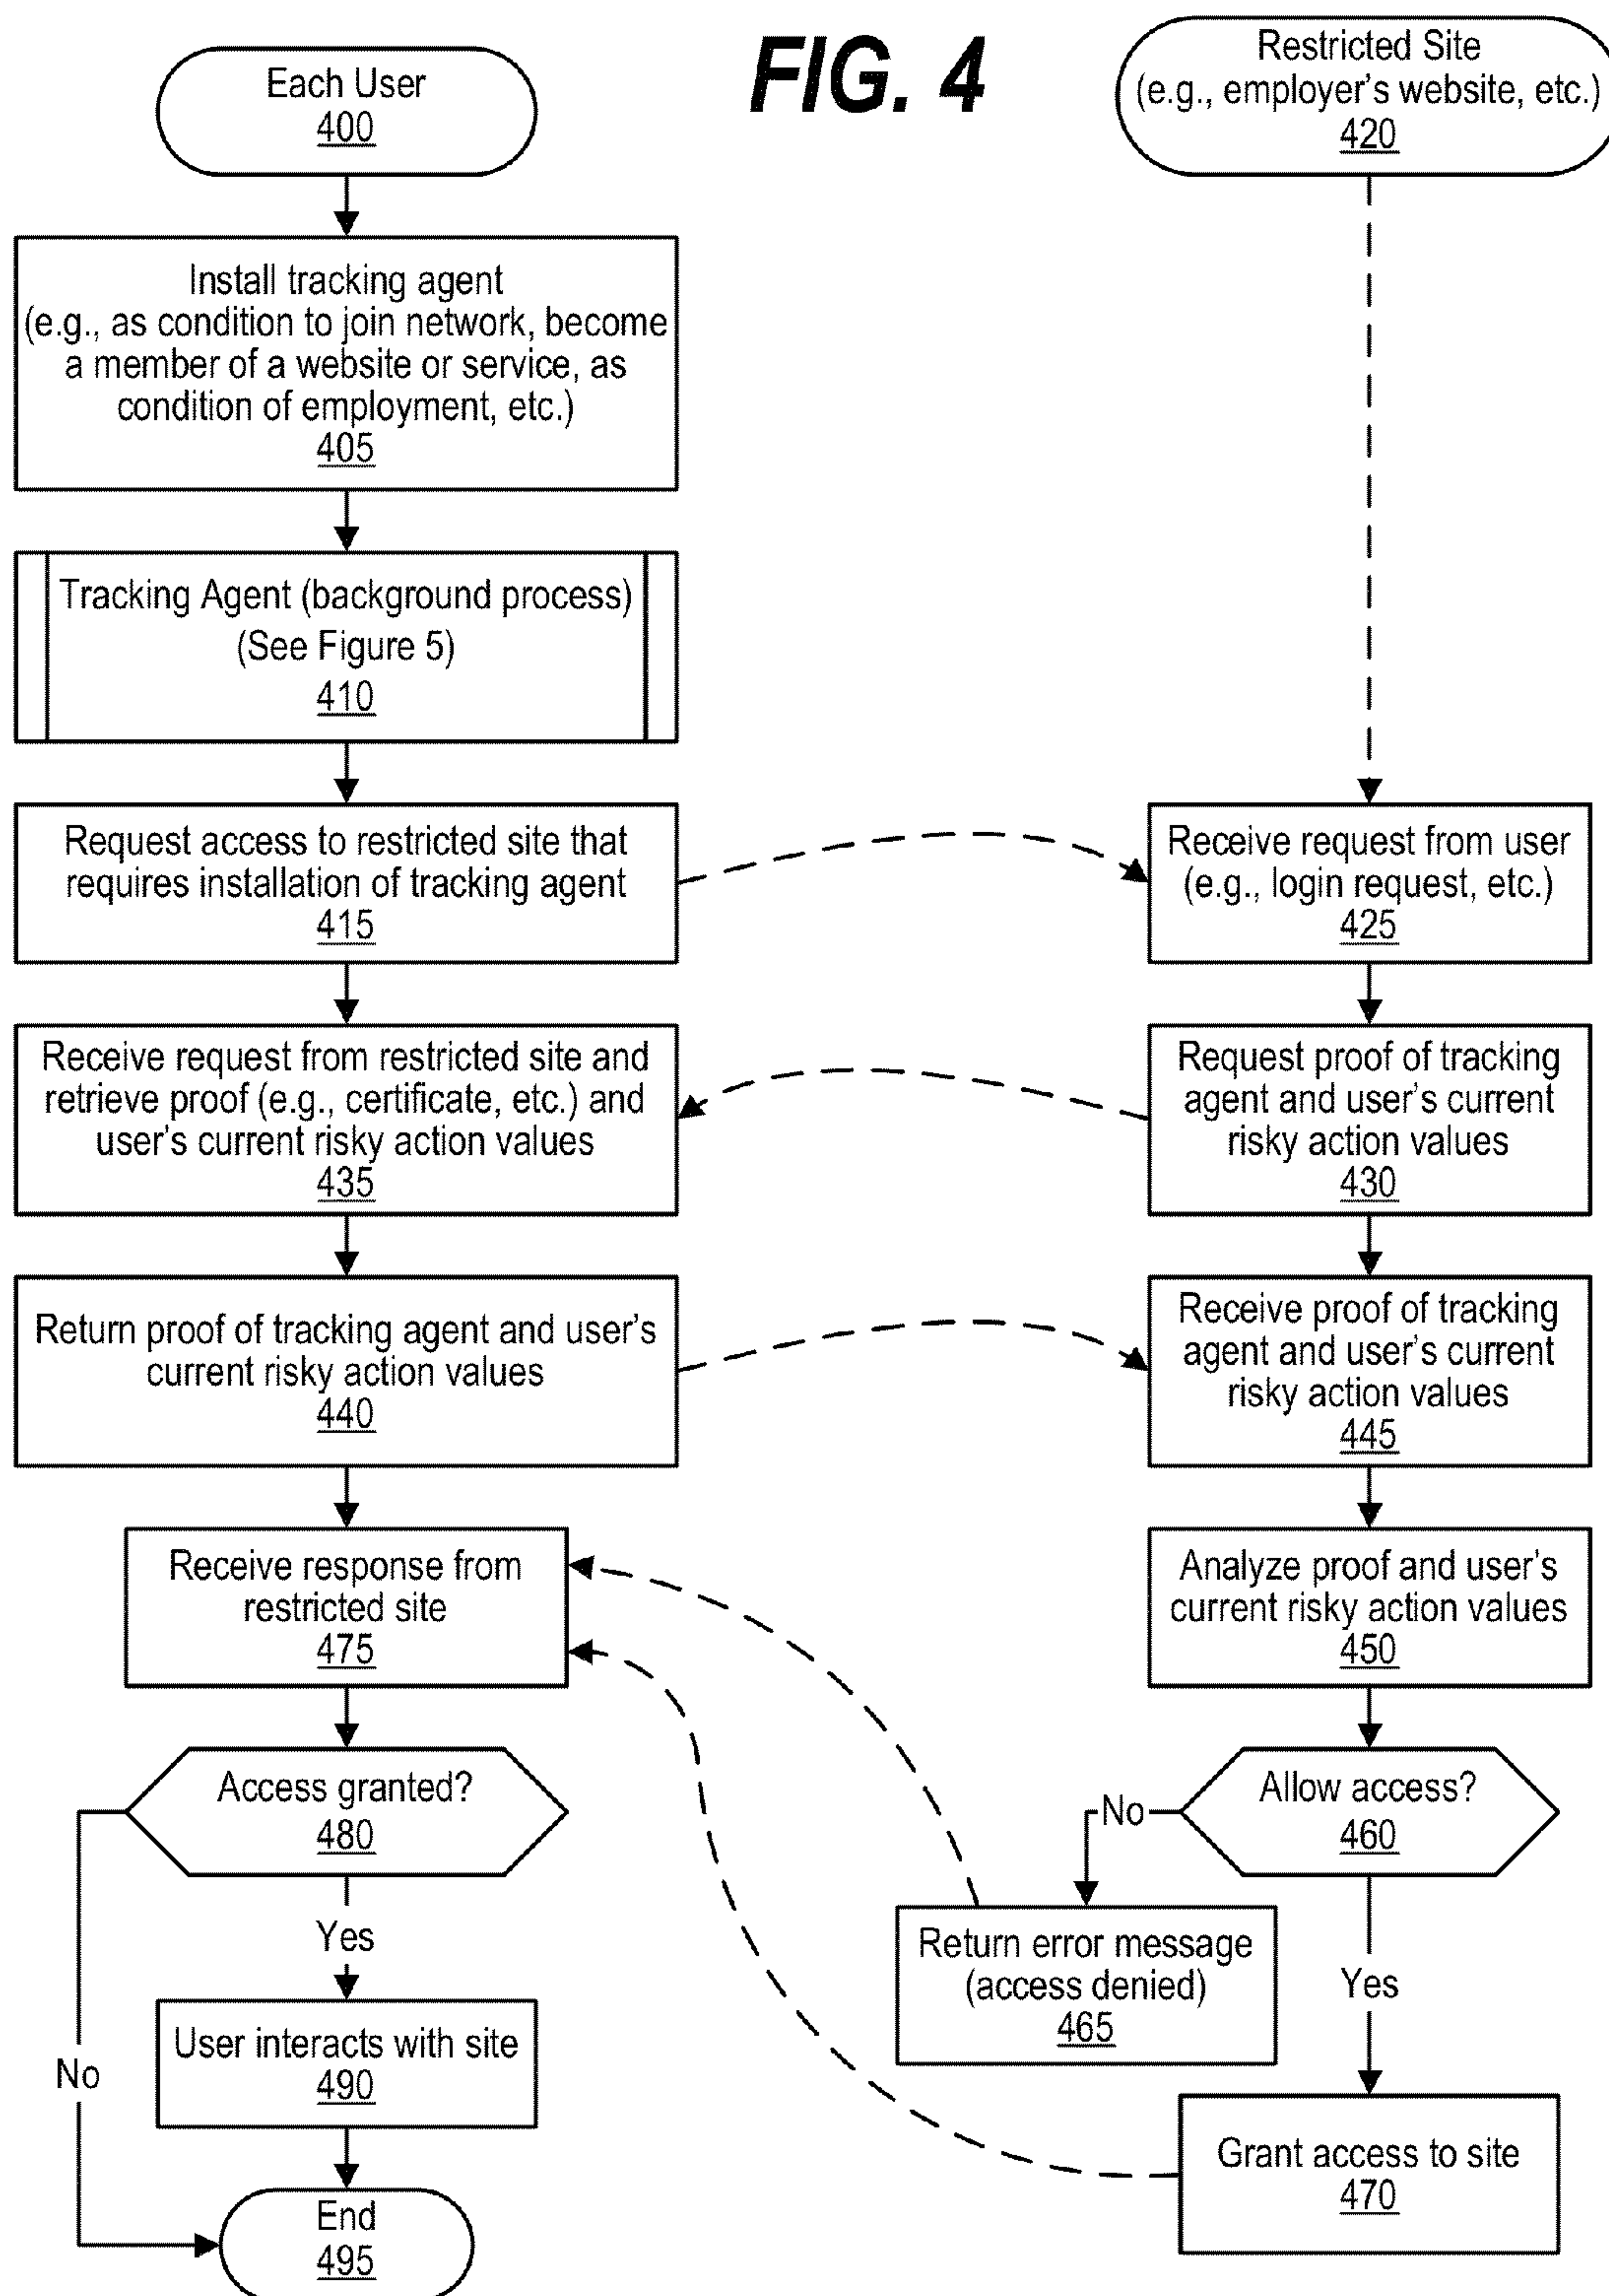 FIG. 4
Each User
400
Install tracking agent
(e.g., as condition to join network, become
a member of a website or service, as
condition of employment, etc.)
405
Tracking Agent (background process)
(See Figure 5)
410
Request access to restricted site that
requires installation of tracking agent
415
Receive request from restricted site and
retrieve proof (e.g., certificate, etc.) and
user's current risky action values
435
Return proof of tracking agent and user's
current risky action values
440
Receive response from
restricted site
475
Access granted?
480
Yes
No
User interacts with site
490
End
495
Restricted Site
(e.g., employer's website, etc.)
420
Receive request from user
(e.g., login request, etc.)
425
Request proof of tracking
agent and user's current
risky action values
430
Receive proof of tracking
agent and user's current
risky action values
445
Analyze proof and user's
current risky action values
450
Allow access?
460
No
Return error message
(access denied)
465
Yes
Grant access to site
470